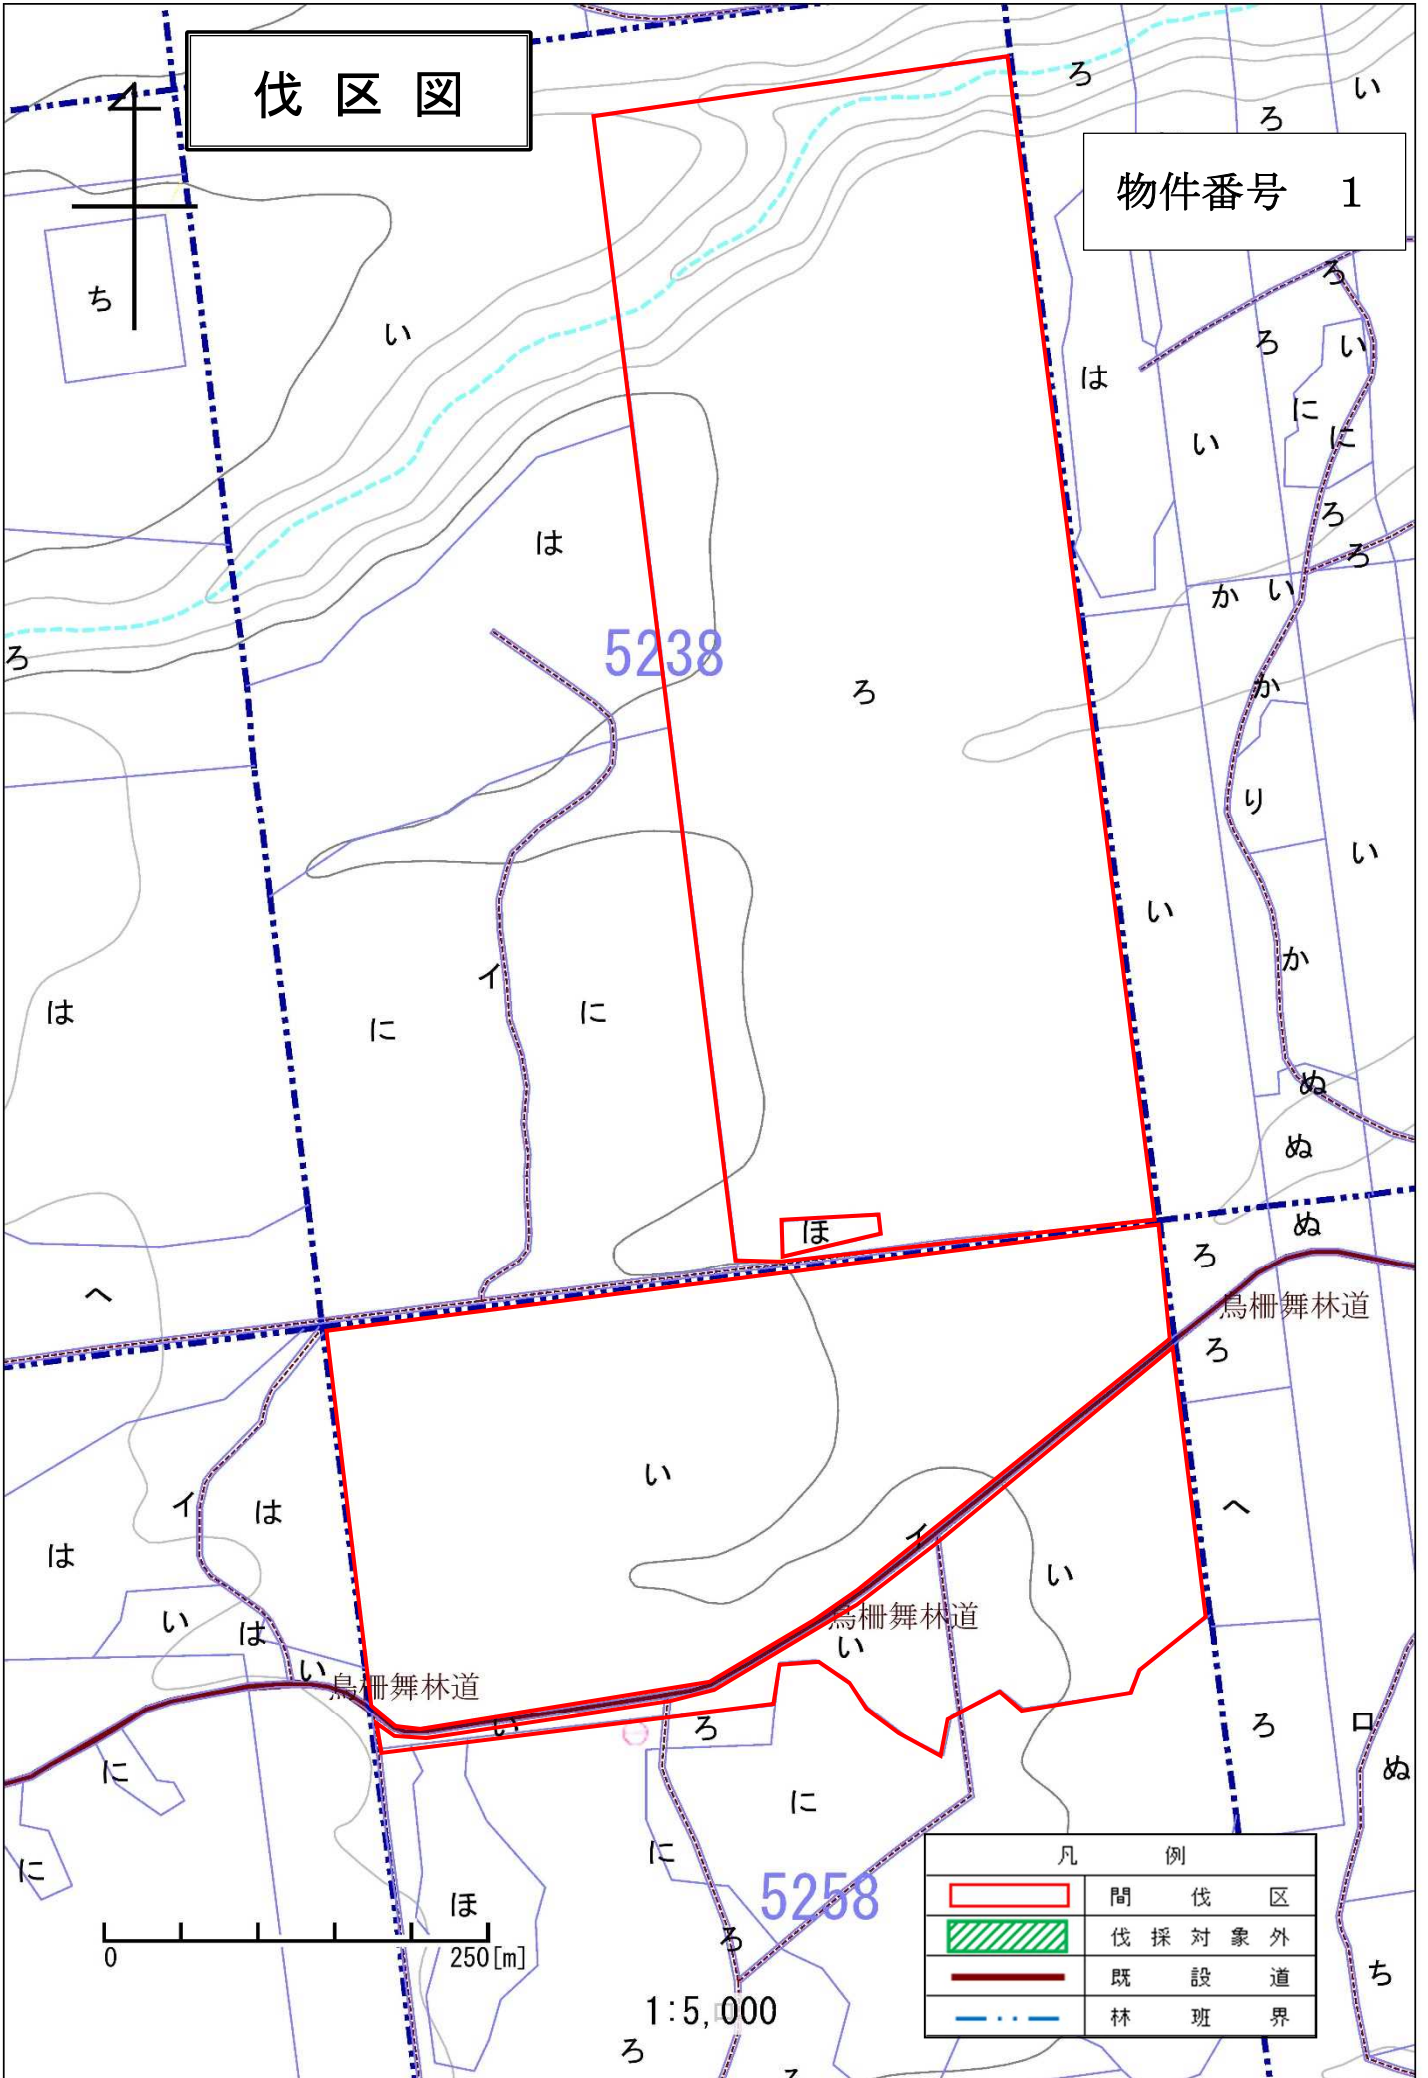 伐区図
物件番号 1
ろ
い
ろ
ち
い
ろ
ろ
い
は
に
に
い
は
ろ
ろ
か
い
ろ
5238
ろ
か
り
い
い
か
イ
は
に
に
ぬ
ぬ
ほ
ぬ
ろ
へ
鳥柵舞林道
ろ
い
イ
は
へ
は
イ
い
鳥柵舞林道
い
は
い
い
鳥柵舞林道
い
ろ
ろ
ロ
に
ぬ
に
に
に
5258
ほ
ろ
ち
0
250[m]
1:5,000
ろ
凡例
間伐区
伐採対象外
既設道
林班界